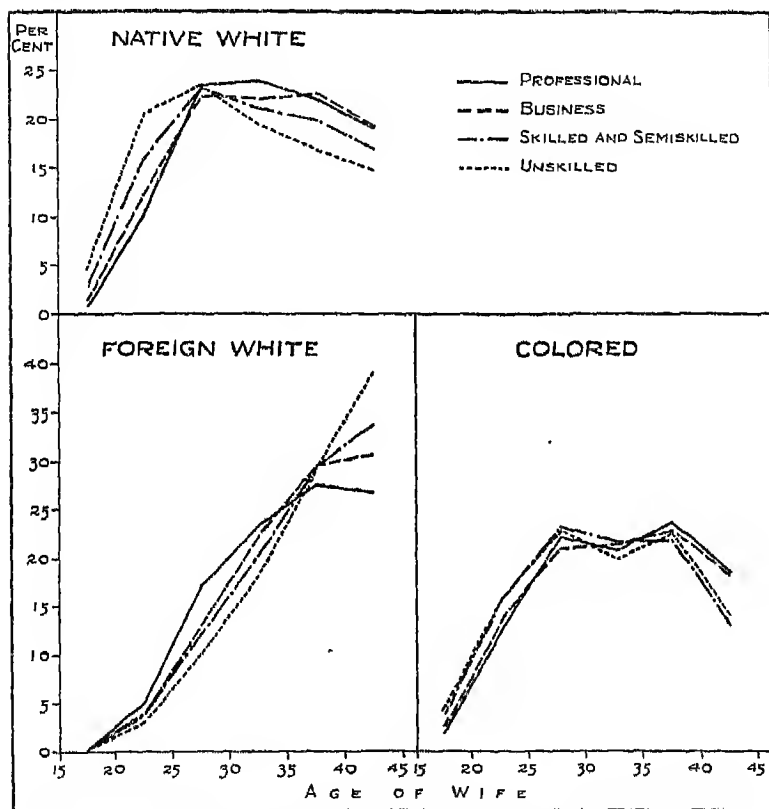 PER CENT
NATIVE WHITE
25
20
15
10
5
0
PROFESSIONAL
BUSINESS
SKILLED AND SEMISKILLED
UNSKILLED
FOREIGN WHITE
COLORED
40
35
30
25
20
15
10
5
0
15 20 25 30 35 40 45 15 20 25 30 35 40 45
AGE OF WIFE